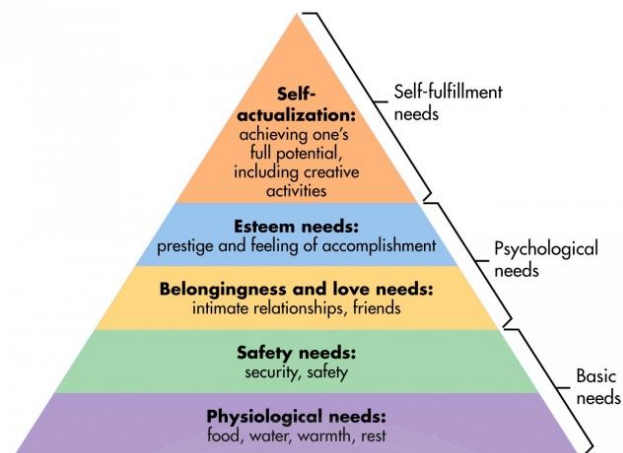 Self-
actualization:
achieving one's
full potential,
including creative
activities
Self-fulfillment
needs
Esteem needs:
prestige and feeling of accomplishment
Psychological
needs
Belongingness and love needs:
intimate relationships, friends
Safety needs:
security, safety
Basic
needs
Physiological needs:
food, water, warmth, rest